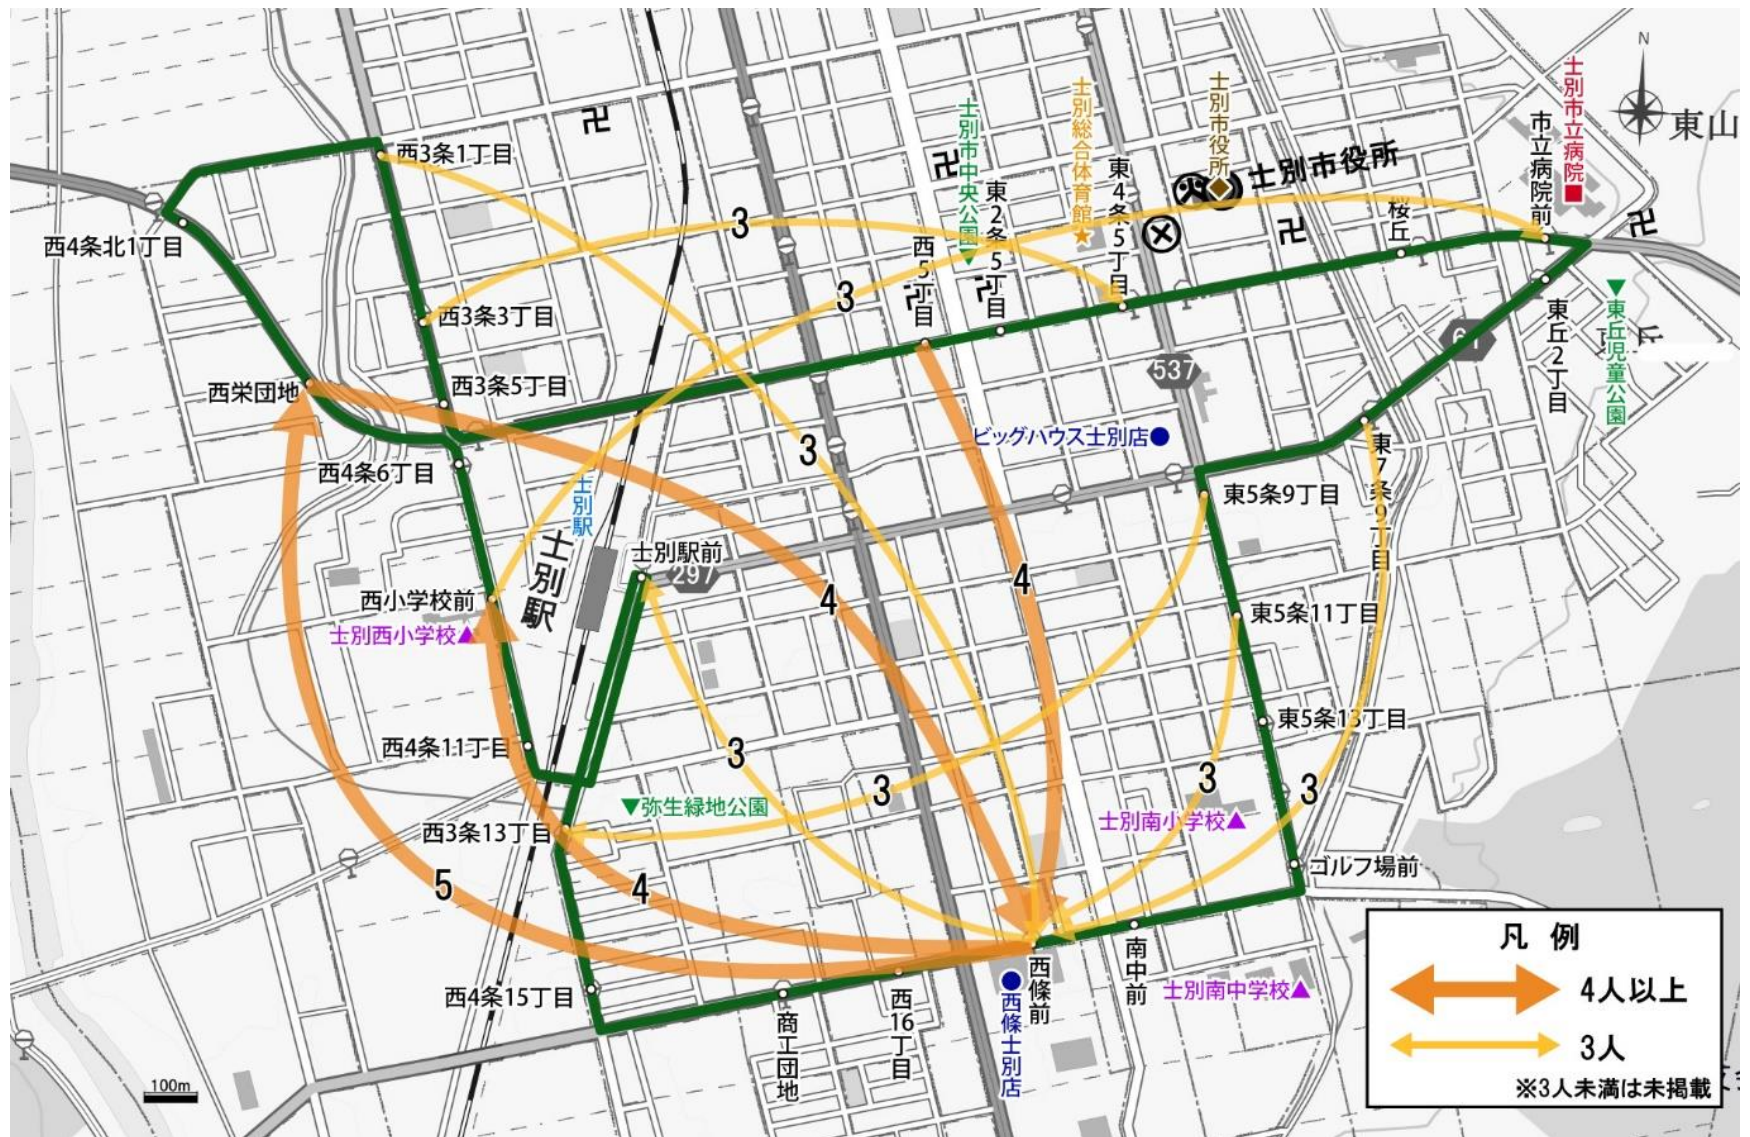 N
士別市立病院
東山
市立病院前
士別市役所
士別市役所
士別総合体育館★
士別市中央公園▼
東4条5丁目
東2条5丁目
西5丁目
桜丘
西3条1丁目
西4条北1丁目
3
3
西3条3丁目
西3条5丁目
西栄団地
西4条6丁目
▼東丘児童公園
東丘2丁目
61
537
ビッグハウス士別店●
東7条9丁目
東5条9丁目
3
士別駅
士別駅
士別駅前
297
4
4
西小学校前
士別西小学校▲
東5条11丁目
東5条13丁目
西4条11丁目
3
3
3
3
▼弥生緑地公園
士別南小学校▲
西3条13丁目
ゴルフ場前
5
4
西4条15丁目
商工団地
西16丁目
西條前
●西條士別店
南中前
士別南中学校▲
100m
凡 例
4人以上
3人
※3人未満は未掲載